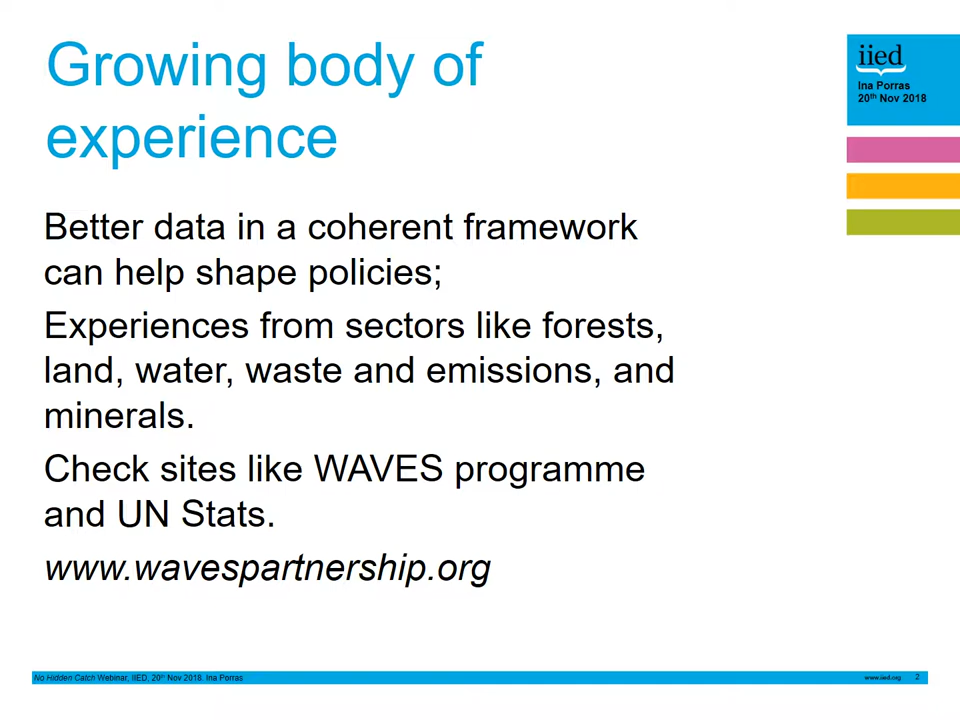 Growing body of
experience
iied
Ina Porras
20th Nov 2018
Better data in a coherent framework
can help shape policies;
Experiences from sectors like forests,
land, water, waste and emissions, and
minerals.
Check sites like WAVES programme
and UN Stats.
www.wavespartnership.org
No Hidden Catch Webinar, IIED, 20th Nov 2018. Ina Porras
www.iied.org 2